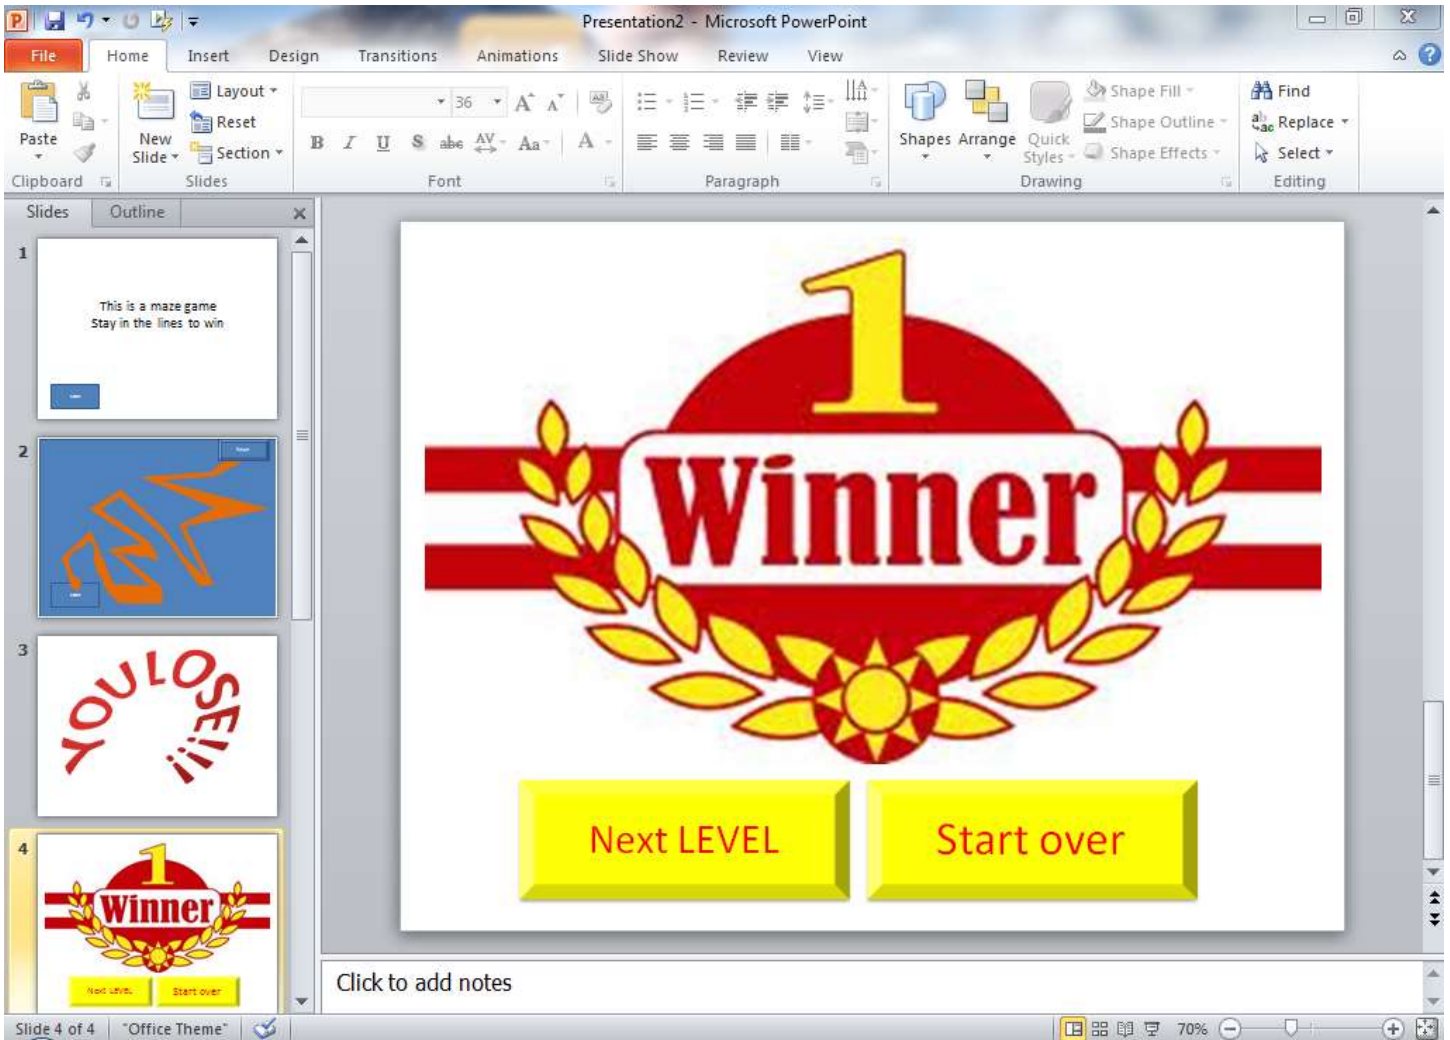 Presentation2 - Microsoft PowerPoint
File Home Insert Design Transitions Animations Slide Show Review View
Paste
New Slide
Layout
Reset
Section
36
B I U S abc AV Aa A
Shapes Arrange Quick Styles
Shape Fill
Shape Outline
Shape Effects
Find
Replace
Select
Clipboard Slides Font Paragraph Drawing Editing
Slides Outline
1
This is a maze game
Stay in the lines to win
2
3
YOU LOSE!!!
4
1
Winner
Next LEVEL Start over
1
Winner
Next LEVEL Start over
Click to add notes
Slide 4 of 4 "Office Theme" 70%